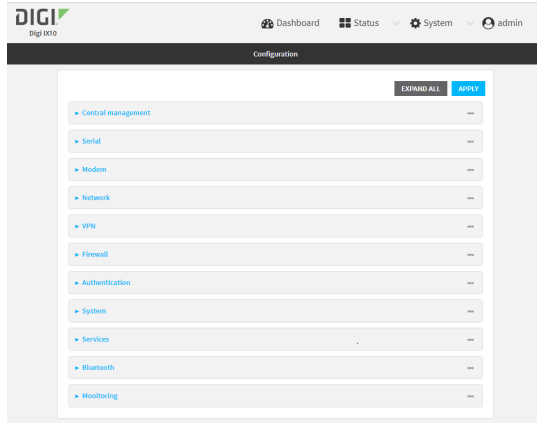 DIGI
Digi IX10
Dashboard Status System admin
Configuration
EXPAND ALL APPLY
Central management
Serial
Modem
Network
VPN
Firewall
Authentication
System
Services
Bluetooth
Monitoring